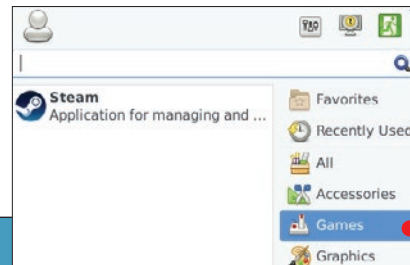 Steam
Application for managing and ...
Favorites
Recently Used
All
Accessories
Games
Graphics